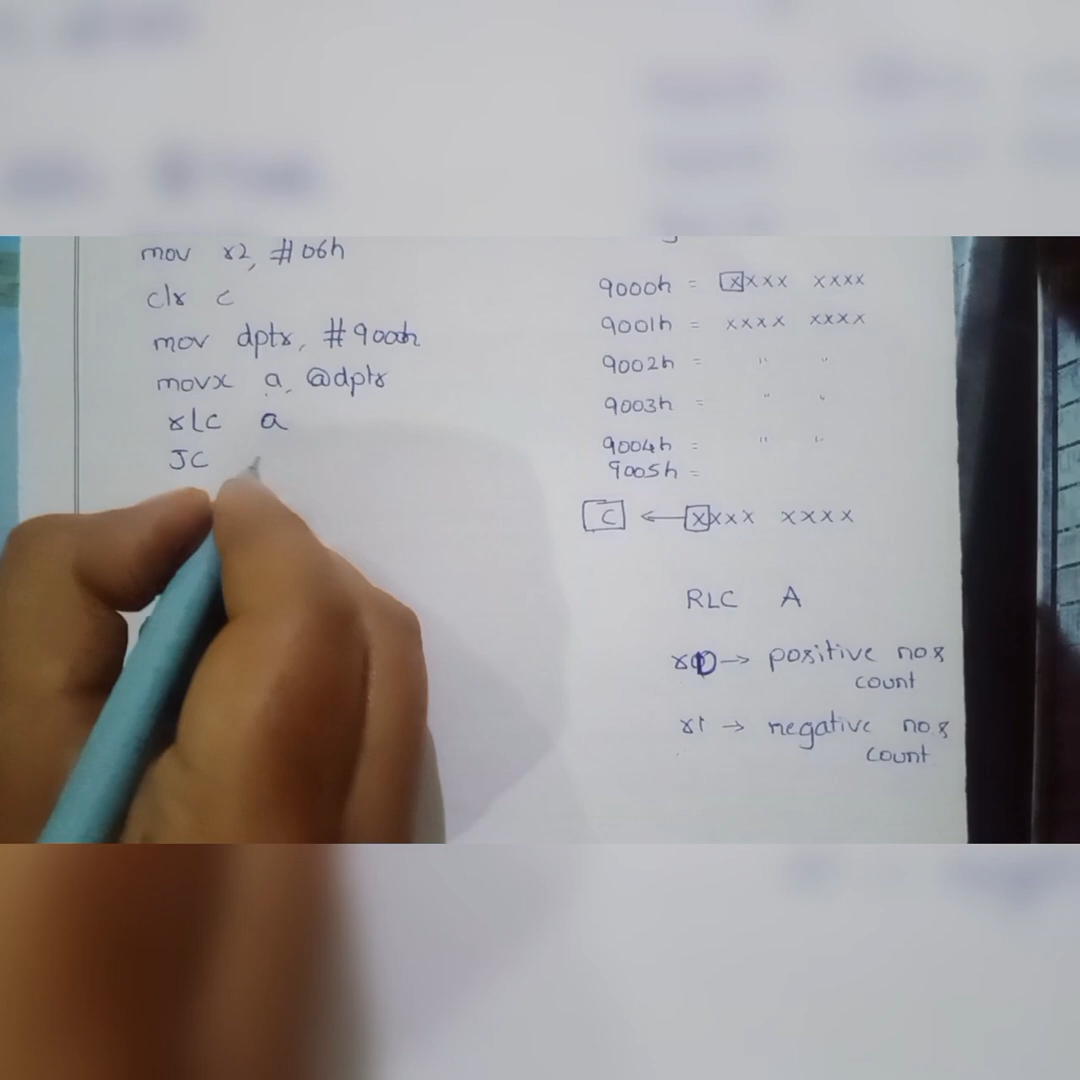 mov r2, #06h
clr c
mov dptr, #9000h
movx a, @dptr
rlc a
JC
9000h = xxxx xxxx
9001h = xxxx xxxx
9002h = " "
9003h = " "
9004h = " "
9005h =
C ← xxxx xxxx
RLC A
r0 → positive nos
count
r1 → negative nos
count